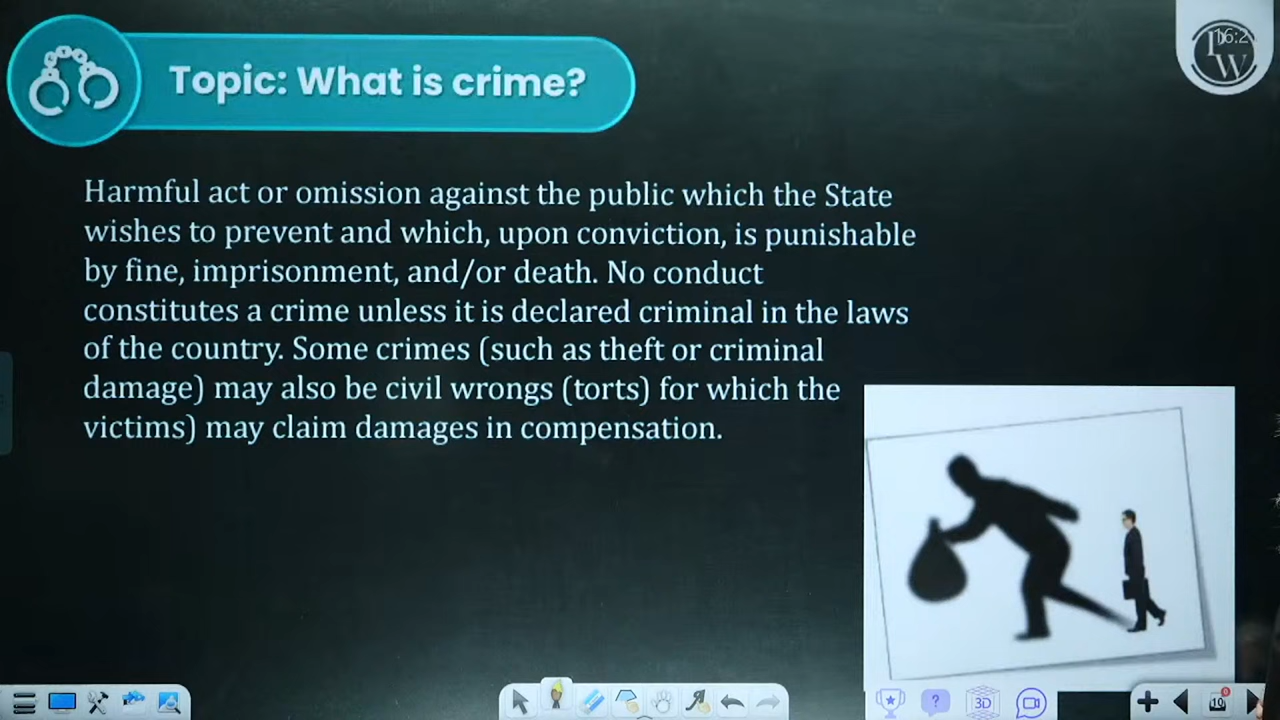 Topic: What is crime?
Harmful act or omission against the public which the State
wishes to prevent and which, upon conviction, is punishable
by fine, imprisonment, and/or death. No conduct
constitutes a crime unless it is declared criminal in the laws
of the country. Some crimes (such as theft or criminal
damage) may also be civil wrongs (torts) for which the
victims) may claim damages in compensation.
3D
10